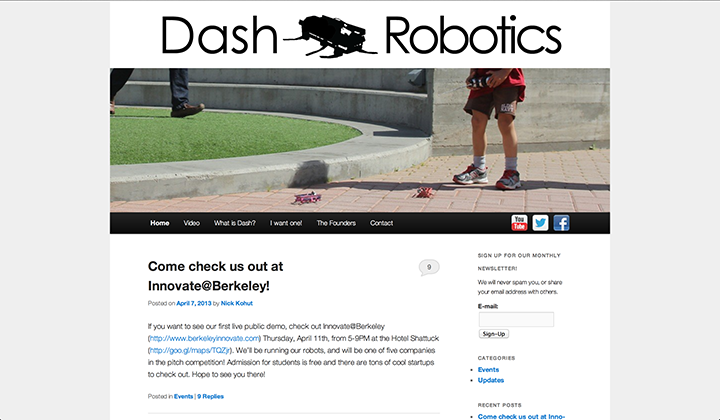 Dash Robotics
Home Video What is Dash? I want one! The Founders Contact
You
Tube
Come check us out at
Innovate@Berkeley!
9
Posted on April 7, 2013 by Nick Kohut
If you want to see our first live public demo, check out Innovate@Berkeley
(http://www.berkeleyinnovate.com) Thursday, April 11th, from 5-9PM at the Hotel Shattuck
(http://goo.gl/maps/TQZjr). We'll be running our robots, and will be one of five companies
in the pitch competition! Admission for students is free and there are tons of cool startups
to check out. Hope to see you there!
Posted in Events | 9 Replies
SIGN UP FOR OUR MONTHLY
NEWSLETTER!
We will never spam you, or share
your email address with others.
E-mail:
Sign-Up
CATEGORIES
Events
Updates
RECENT POSTS
Come check us out at Inno-